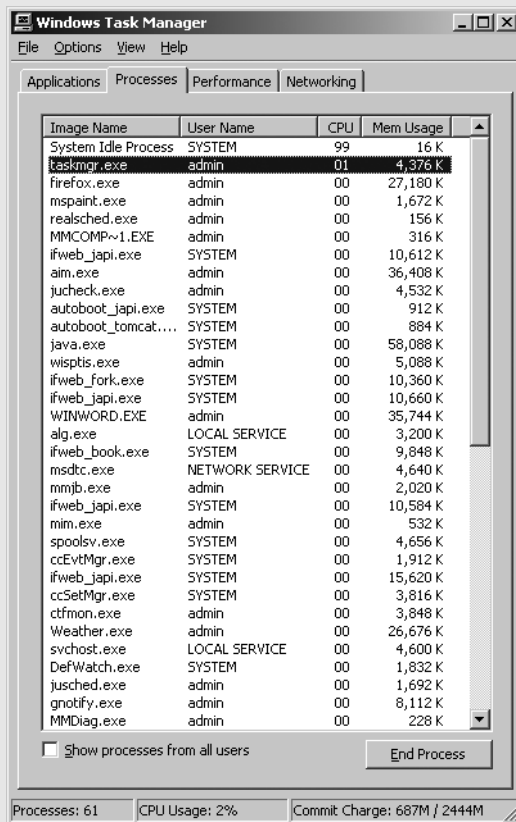 Windows Task Manager
File Options View Help
Applications Processes Performance Networking
Image Name User Name CPU Mem Usage
System Idle Process SYSTEM 99 16 K
taskmgr.exe admin 01 4,376 K
firefox.exe admin 00 27,180 K
mspaint.exe admin 00 1,672 K
realsched.exe admin 00 156 K
MMCOMP~1.EXE admin 00 316 K
ifweb_japi.exe SYSTEM 00 10,612 K
aim.exe admin 00 36,408 K
jucheck.exe admin 00 4,532 K
autoboot_japi.exe SYSTEM 00 912 K
autoboot_tomcat.... SYSTEM 00 884 K
java.exe SYSTEM 00 58,088 K
wisptis.exe admin 00 5,088 K
ifweb_fork.exe SYSTEM 00 10,360 K
ifweb_japi.exe SYSTEM 00 10,660 K
WINWORD.EXE admin 00 35,744 K
alg.exe LOCAL SERVICE 00 3,200 K
ifweb_book.exe SYSTEM 00 9,848 K
msdtc.exe NETWORK SERVICE 00 4,640 K
mmjb.exe admin 00 2,020 K
ifweb_japi.exe SYSTEM 00 10,584 K
mim.exe admin 00 532 K
spoolsv.exe SYSTEM 00 4,656 K
ccEvtMgr.exe SYSTEM 00 1,912 K
ifweb_japi.exe SYSTEM 00 15,620 K
ccSetMgr.exe SYSTEM 00 3,816 K
ctfmon.exe admin 00 3,848 K
Weather.exe admin 00 26,676 K
svchost.exe LOCAL SERVICE 00 4,600 K
DefWatch.exe SYSTEM 00 1,832 K
jusched.exe admin 00 1,692 K
gnotify.exe admin 00 8,112 K
MMDiag.exe admin 00 228 K
Show processes from all users End Process
Processes: 61 CPU Usage: 2% Commit Charge: 687M / 2444M